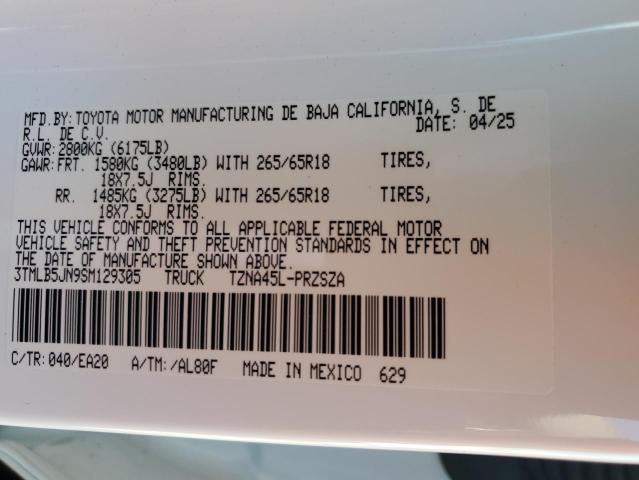 MFD. BY: TOYOTA MOTOR MANUFACTURING DE BAJA CALIFORNIA, S. DE
R.L. DE C.V. DATE: 04/25
GVWR: 2800KG (6175LB)
GAWR: FRT. 1580KG (3480LB) WITH 265/65R18 TIRES,
18X7.5J RIMS.
RR. 1485KG (3275LB) WITH 265/65R18 TIRES,
18X7.5J RIMS.
THIS VEHICLE CONFORMS TO ALL APPLICABLE FEDERAL MOTOR
VEHICLE SAFETY AND THEFT PREVENTION STANDARDS IN EFFECT ON
THE DATE OF MANUFACTURE SHOWN ABOVE.
3TMLB5JN9SM129305 TRUCK TZNA45L-PRZSZA
C/TR: 040/EA20 A/TM: /AL80F MADE IN MEXICO 629